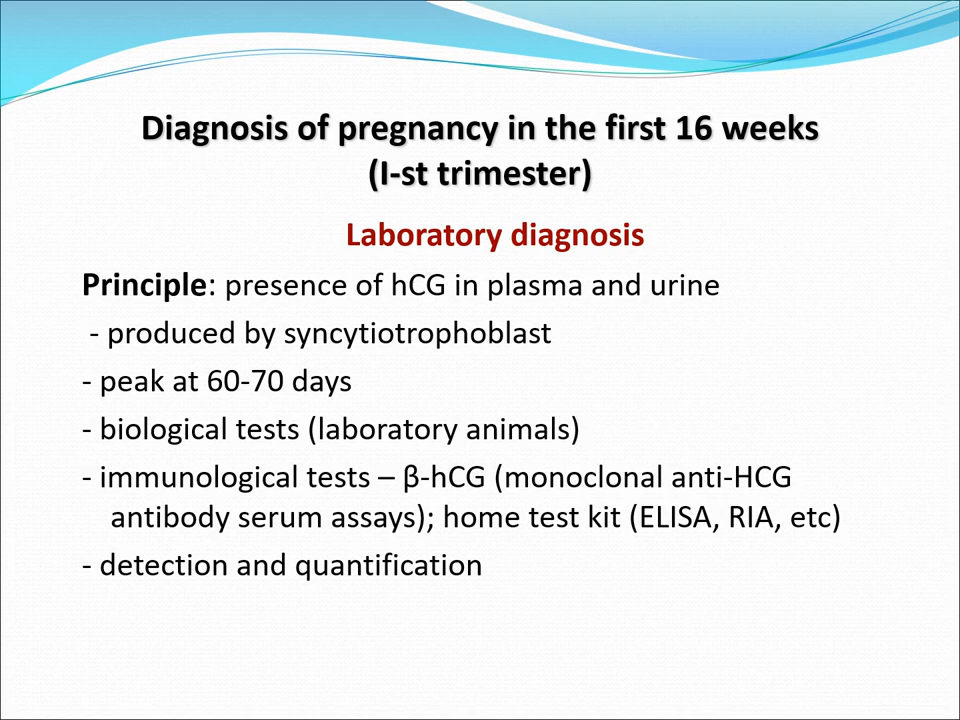 Diagnosis of pregnancy in the first 16 weeks
(I-st trimester)
Laboratory diagnosis
Principle: presence of hCG in plasma and urine
- produced by syncytiotrophoblast
- peak at 60-70 days
- biological tests (laboratory animals)
- immunological tests – β-hCG (monoclonal anti-HCG
antibody serum assays); home test kit (ELISA, RIA, etc)
- detection and quantification